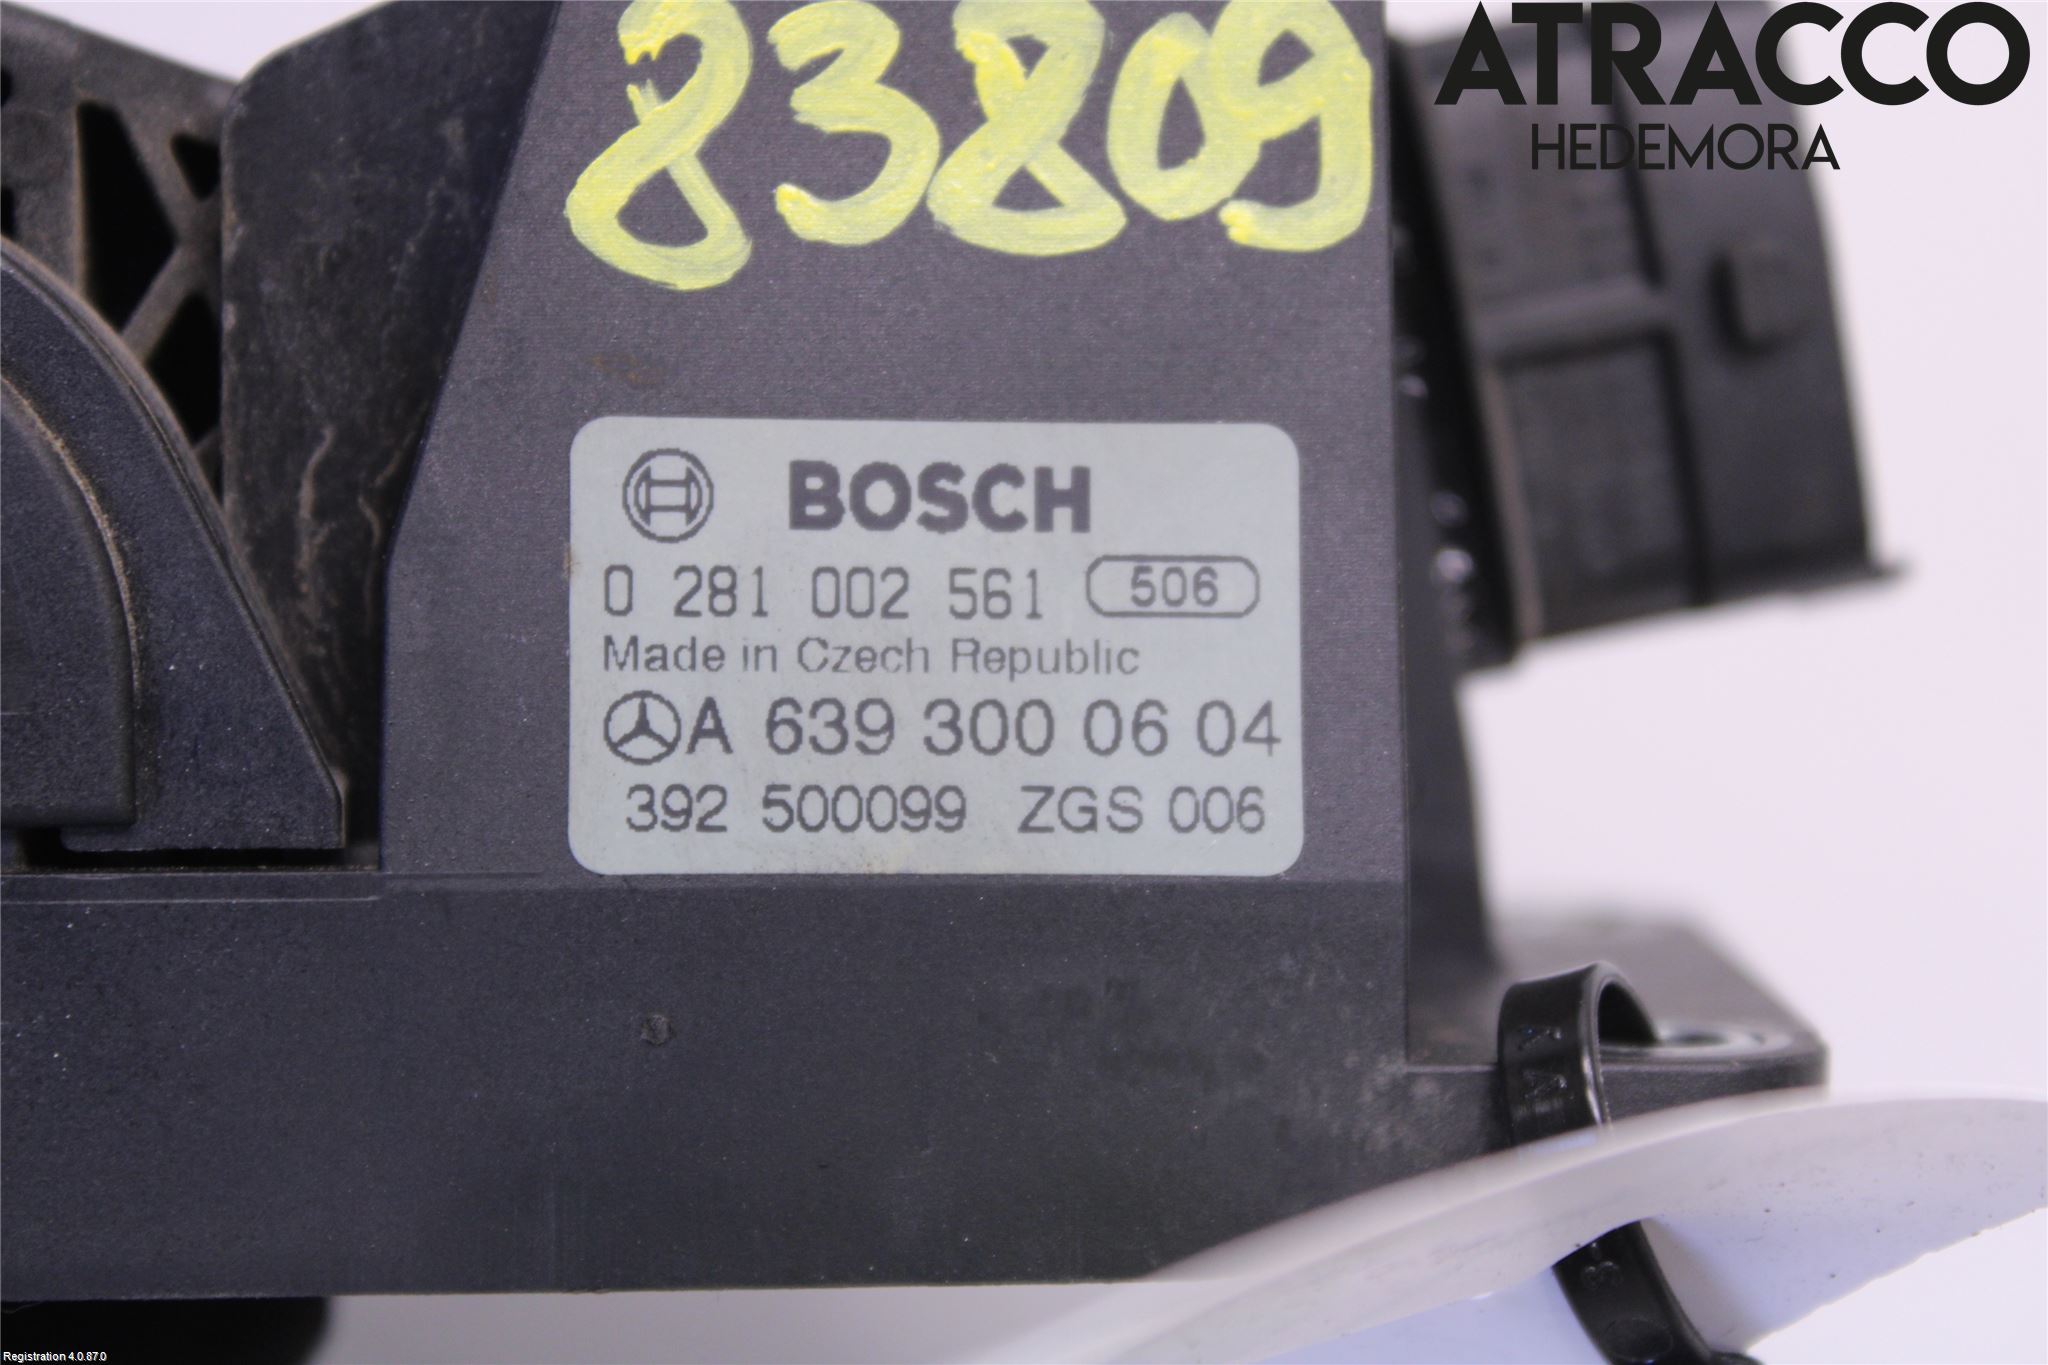 83809
ATRACCO
HEDEMORA
BOSCH
0 281 002 561 506
Made in Czech Republic
A 639 300 06 04
392 500099 ZGS 006
Registration 4.0.87.0